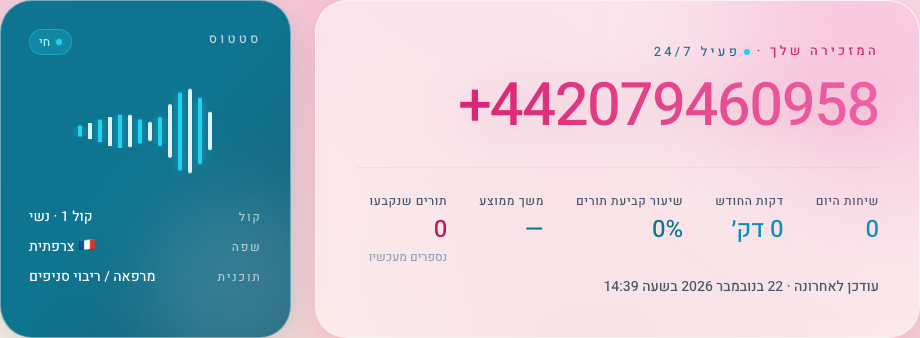 המזכירה שלך · פעיל 24/7
+442079460958
שיחות היום
0
דקות החודש
0 דק׳
שיעור קביעת תורים
0%
משך ממוצע
—
תורים שנקבעו
0
נספרים מעכשיו
עודכן לאחרונה · 22 בנובמבר 2026 בשעה 14:39
סטטוס
חי
קול
קול 1 · נשי
שפה
🇫🇷 צרפתית
תוכנית
מרפאה / ריבוי סניפים